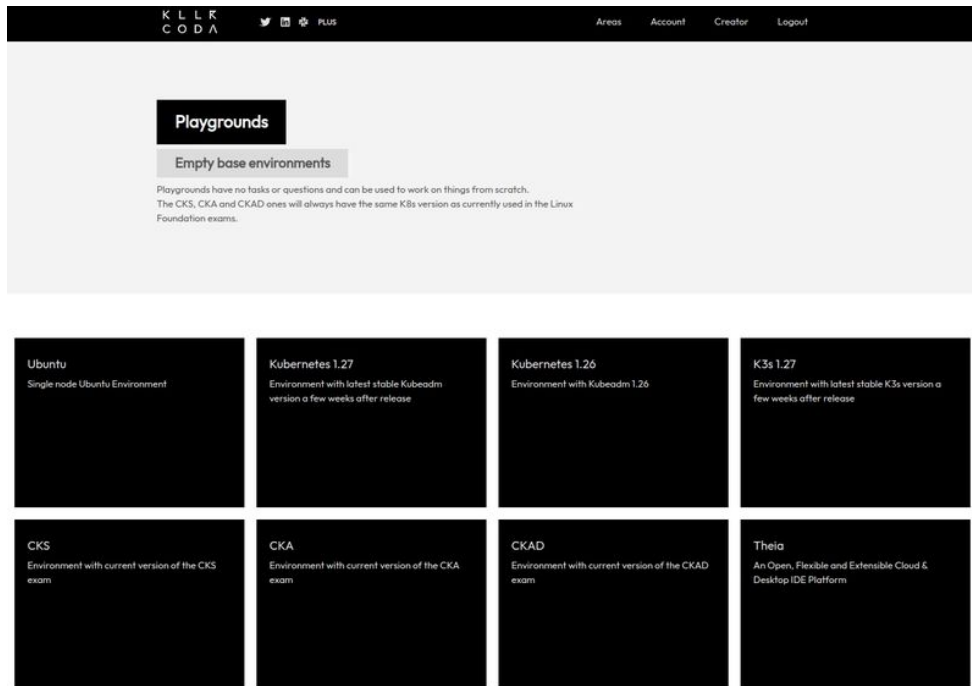 KLLR
CODA
PLUS
Areas
Account
Creator
Logout
Playgrounds
Empty base environments
Playgrounds have no tasks or questions and can be used to work on things from scratch.
The CKS, CKA and CKAD ones will always have the same K8s version as currently used in the Linux
Foundation exams.
Ubuntu
Single node Ubuntu Environment
Kubernetes 1.27
Environment with latest stable Kubeadm
version a few weeks after release
Kubernetes 1.26
Environment with Kubeadm 1.26
K3s 1.27
Environment with latest stable K3s version a
few weeks after release
CKS
Environment with current version of the CKS
exam
CKA
Environment with current version of the CKA
exam
CKAD
Environment with current version of the CKAD
exam
Theia
An Open, Flexible and Extensible Cloud &
Desktop IDE Platform